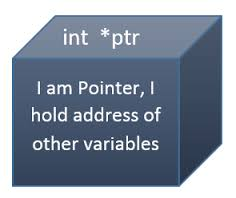 int *ptr
I am Pointer, I
hold address of
other variables